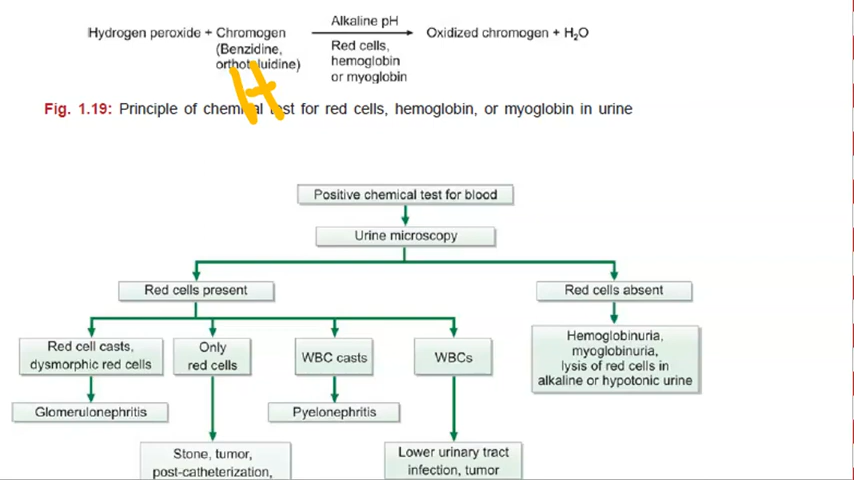 Hydrogen peroxide + Chromogen
(Benzidine,
orthotoluidine)
Alkaline pH
Red cells,
hemoglobin
or myoglobin
Oxidized chromogen + H₂O
Fig. 1.19: Principle of chemical test for red cells, hemoglobin, or myoglobin in urine
Positive chemical test for blood
Urine microscopy
Red cells present
Red cells absent
Red cell casts,
dysmorphic red cells
Only
red cells
WBC casts
WBCs
Hemoglobinuria,
myoglobinuria,
lysis of red cells in
alkaline or hypotonic urine
Glomerulonephritis
Pyelonephritis
Stone, tumor,
post-catheterization,
Lower urinary tract
infection, tumor